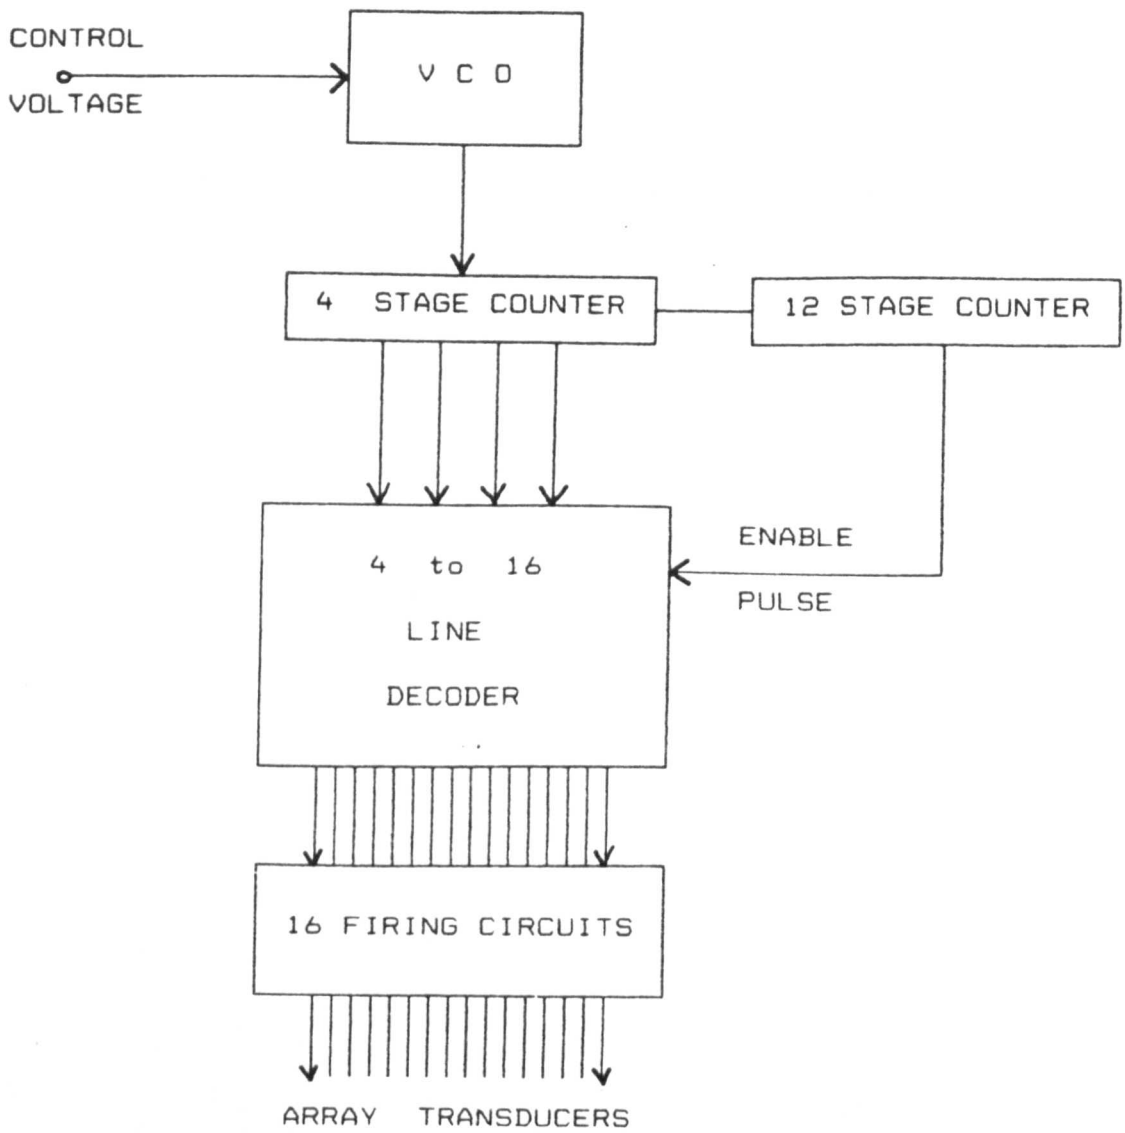 CONTROL
VOLTAGE
V C O
4 STAGE COUNTER
12 STAGE COUNTER
4 to 16
LINE
DECODER
ENABLE
PULSE
16 FIRING CIRCUITS
ARRAY TRANSDUCERS